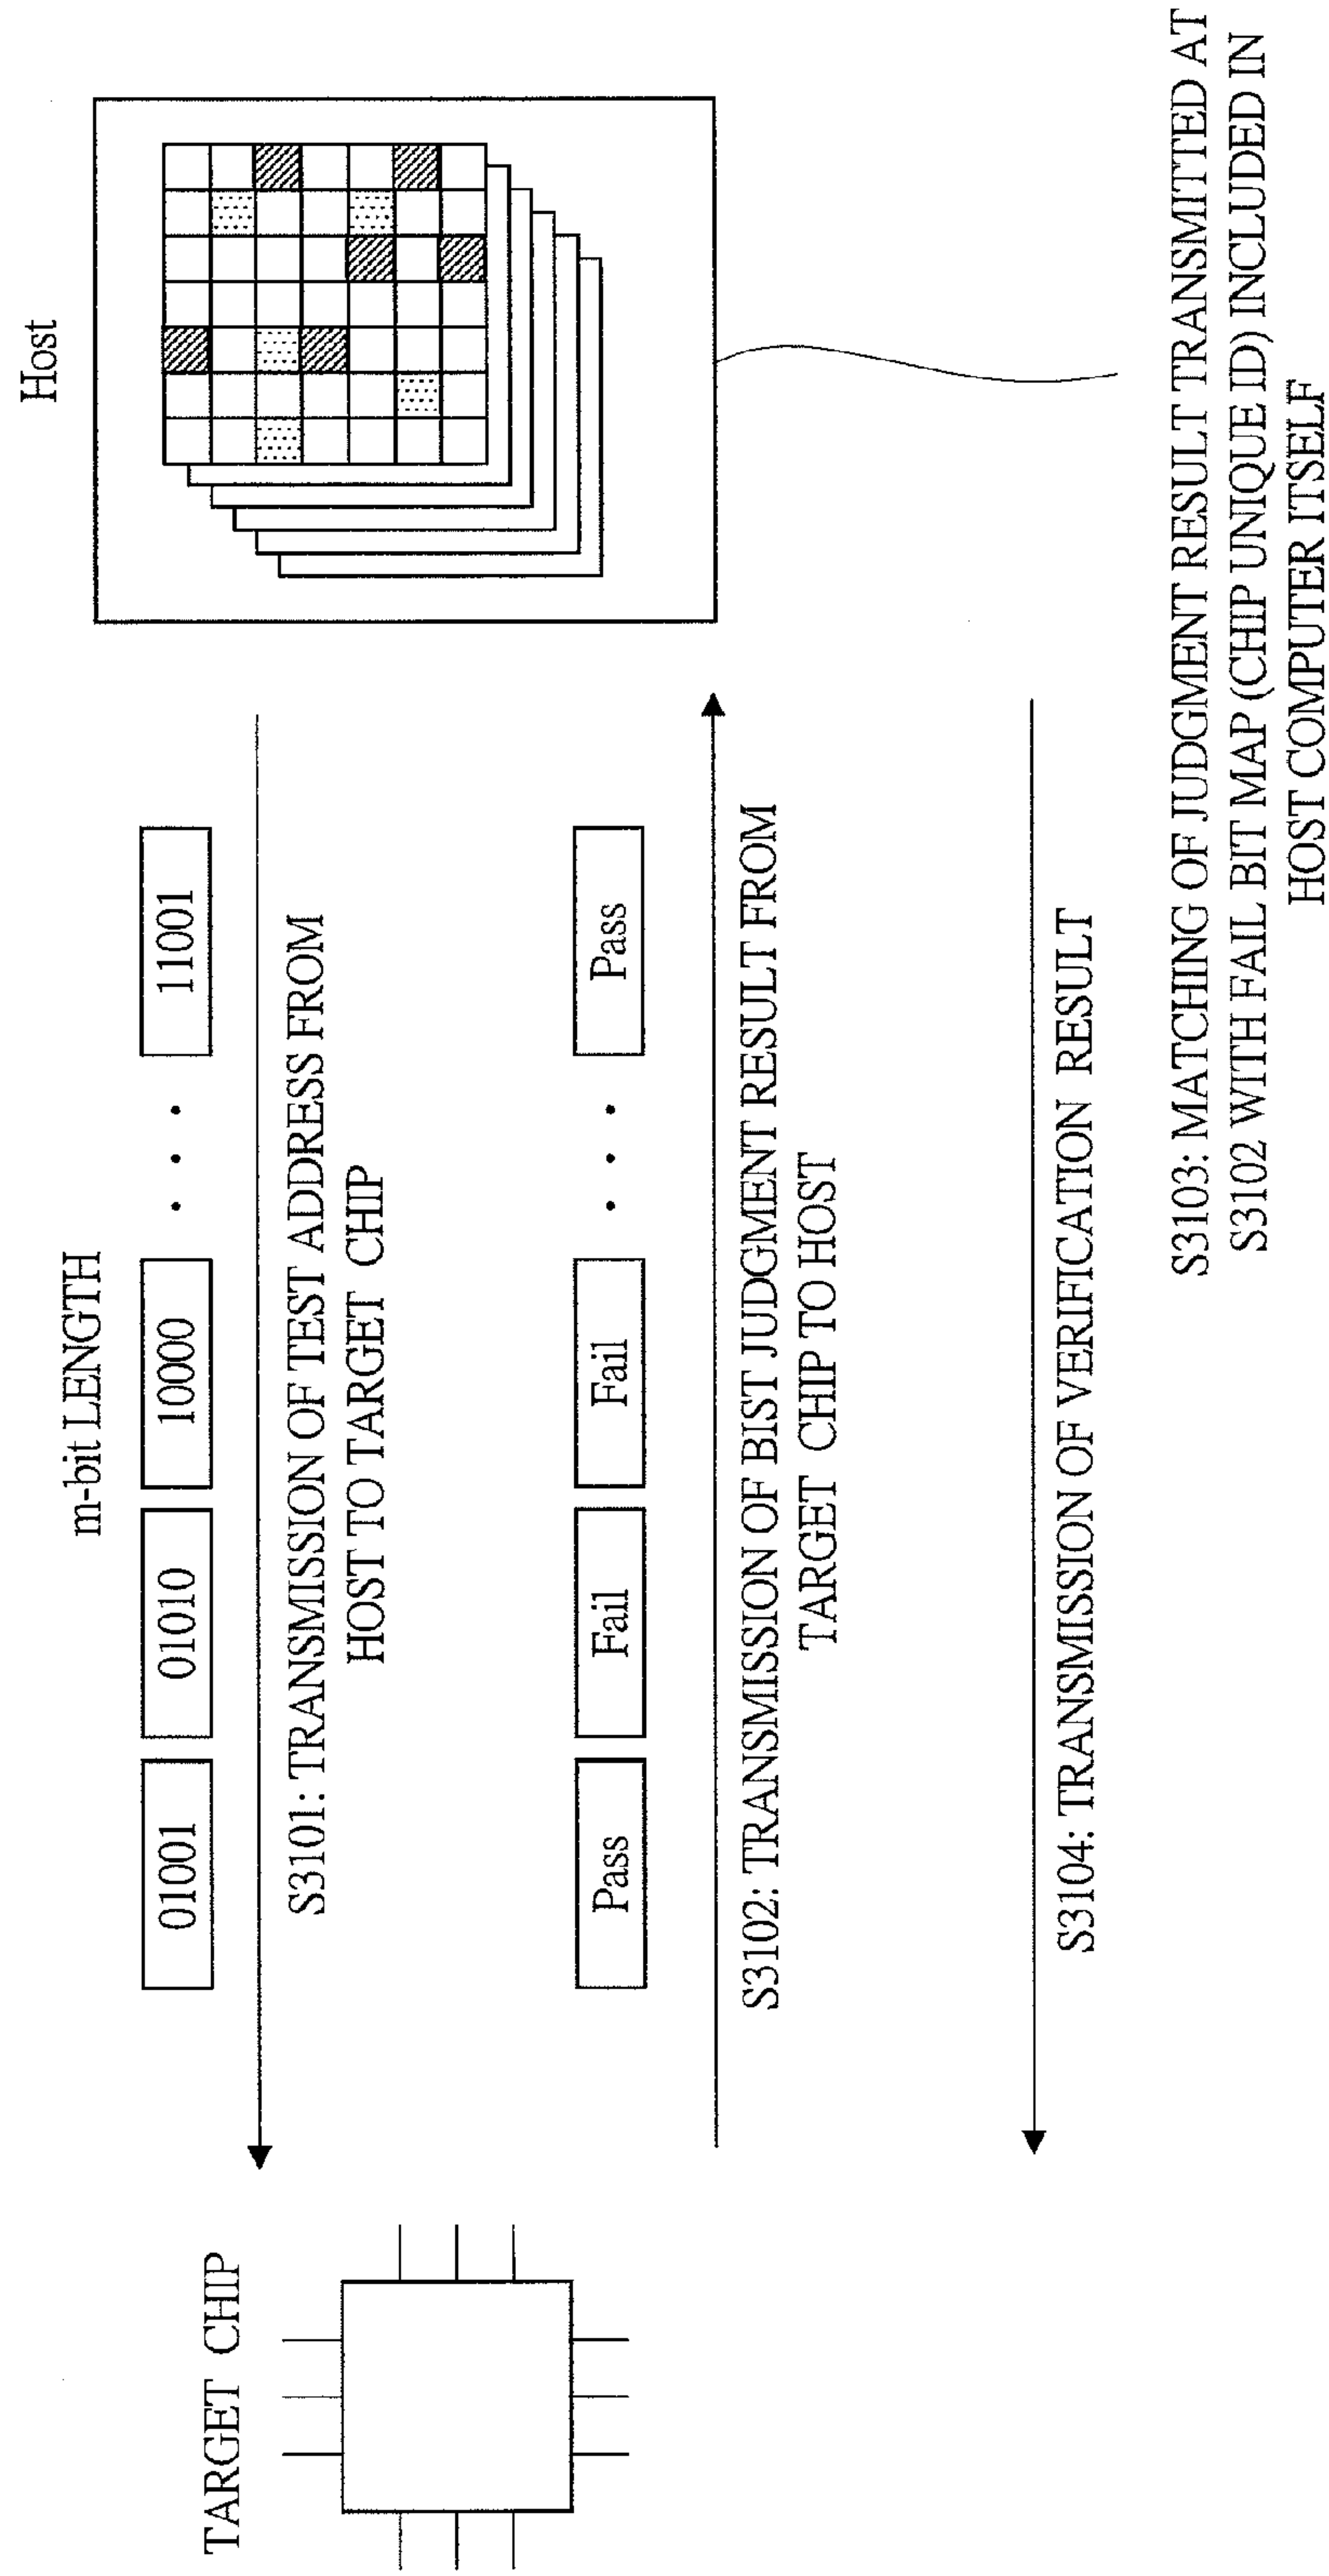 Host
m-bit LENGTH
01001
01010
10000
• • •
11001
S3101: TRANSMISSION OF TEST ADDRESS FROM
HOST TO TARGET CHIP
TARGET CHIP
Pass
Fail
Fail
• • •
Pass
S3102: TRANSMISSION OF BIST JUDGMENT RESULT FROM
TARGET CHIP TO HOST
S3104: TRANSMISSION OF VERIFICATION RESULT
S3103: MATCHING OF JUDGMENT RESULT TRANSMITTED AT
S3102 WITH FAIL BIT MAP (CHIP UNIQUE ID) INCLUDED IN
HOST COMPUTER ITSELF